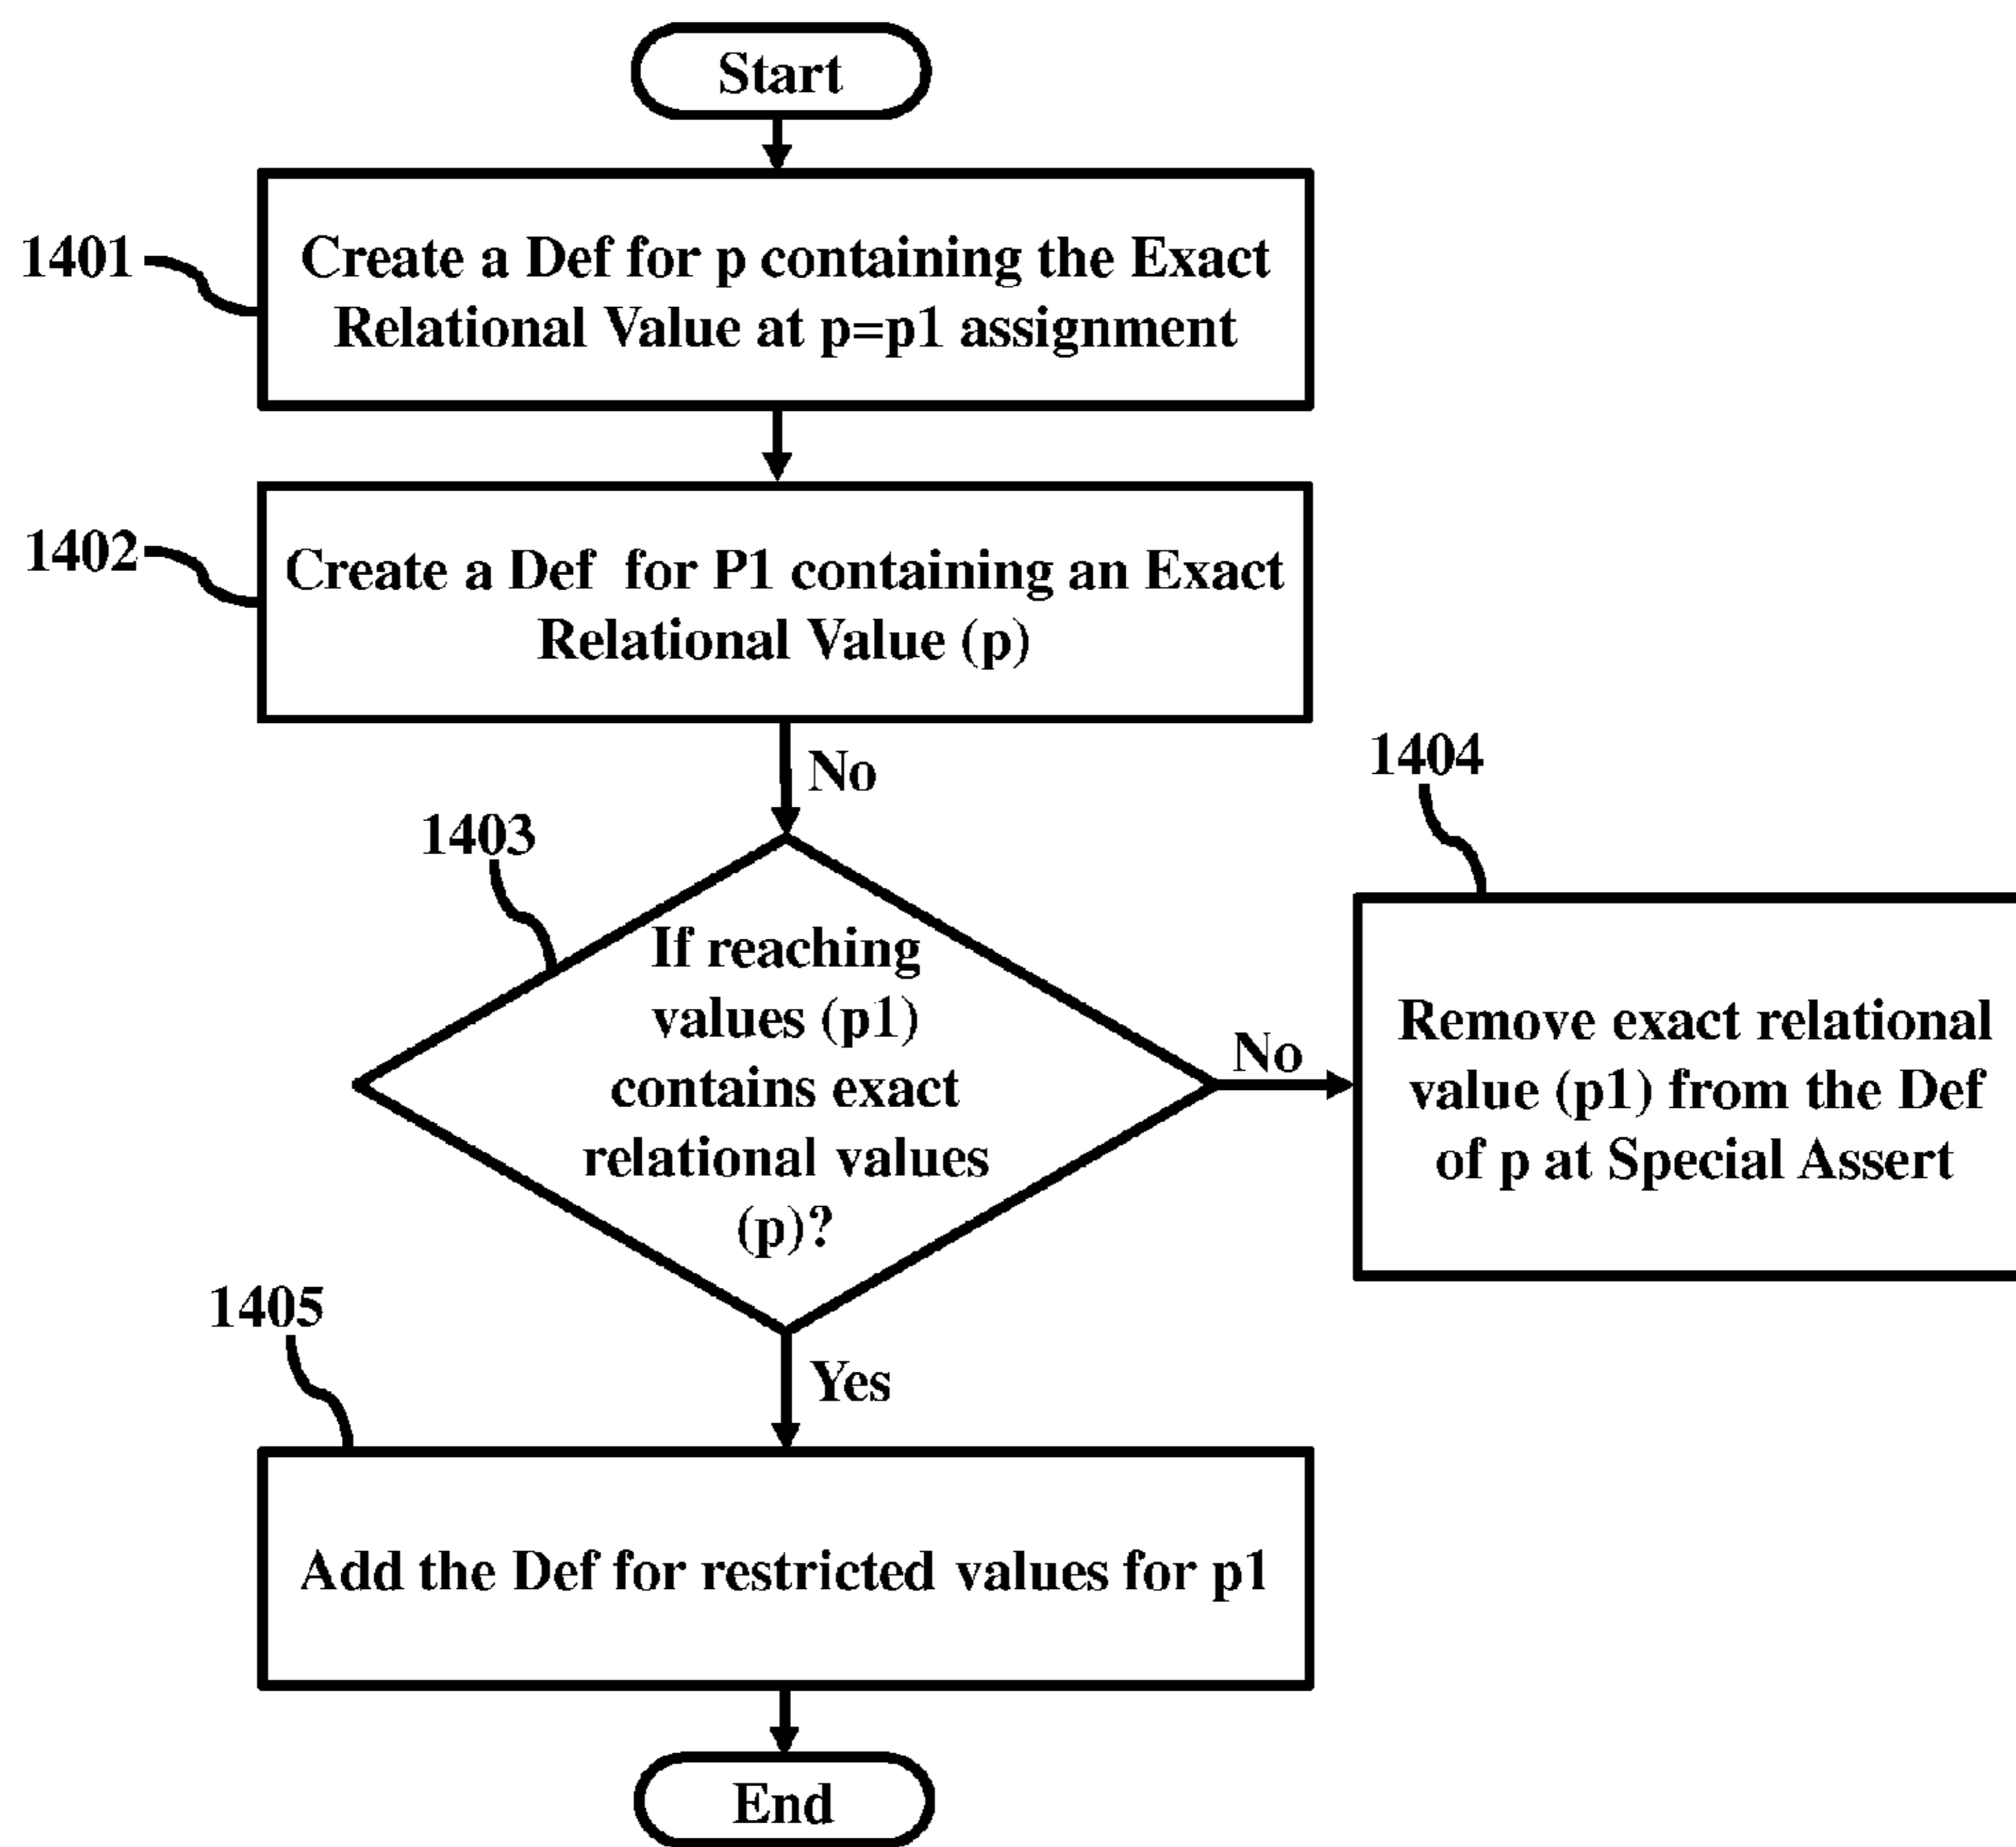 Start
1401
Create a Def for p containing the Exact
Relational Value at p=p1 assignment
1402
Create a Def for P1 containing an Exact
Relational Value (p)
No
1403
If reaching
values (p1)
contains exact
relational values
(p)?
No
1404
Remove exact relational
value (p1) from the Def
of p at Special Assert
Yes
1405
Add the Def for restricted values for p1
End